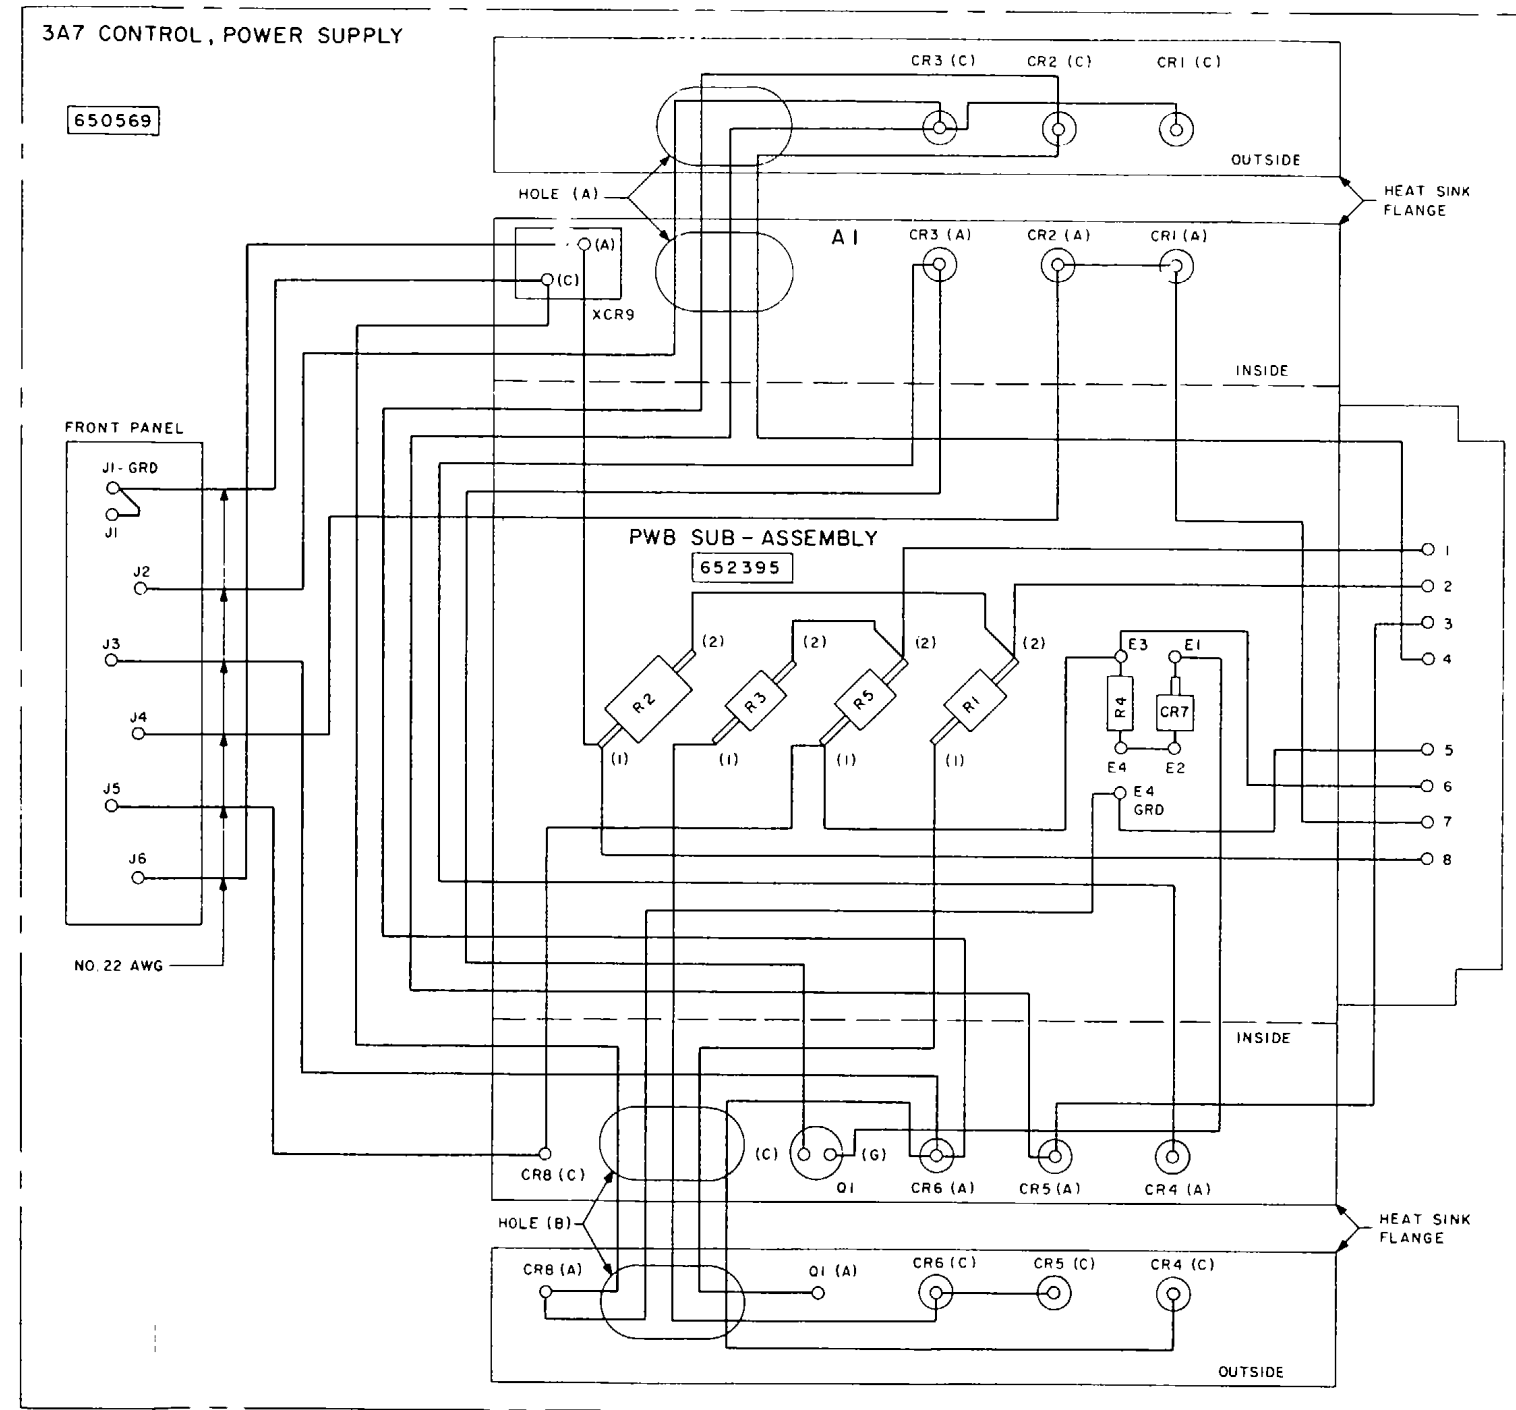 3A7 CONTROL, POWER SUPPLY
650569
CR3 (C)
CR2 (C)
CR1 (C)
OUTSIDE
HOLE (A)
HEAT SINK
FLANGE
A1
CR3 (A)
CR2 (A)
CR1 (A)
(A)
(C)
XCR9
INSIDE
FRONT PANEL
J1-GRD
J1
J2
J3
J4
J5
J6
NO. 22 AWG
PWB SUB-ASSEMBLY
652395
(2)
(2)
(2)
(2)
R2
R3
R5
R1
(1)
(1)
(1)
(1)
E3
E1
R4
CR7
E4
E2
E4
GRD
1
2
3
4
5
6
7
8
INSIDE
CR8 (C)
(C)
(G)
Q1
CR6 (A)
CR5 (A)
CR4 (A)
HOLE (B)
HEAT SINK
FLANGE
CR8 (A)
Q1 (A)
CR6 (C)
CR5 (C)
CR4 (C)
OUTSIDE